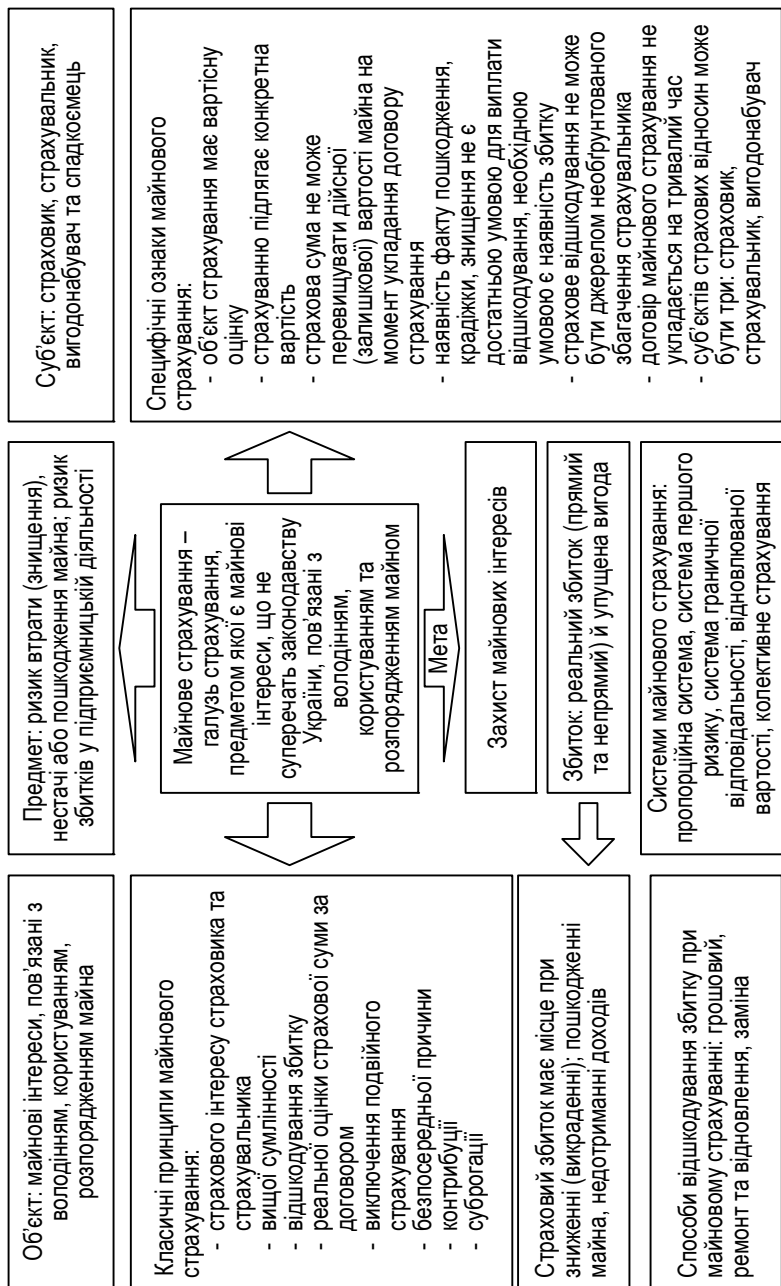 Об'єкт: майнові інтереси, пов'язані з
володінням, користуванням,
розпорядженням майна
Предмет: ризик втрати (знищення),
нестачі або пошкодження майна; ризик
збитків у підприємницькій діяльності
Суб'єкт: страховик, страхувальник,
вигодонабувач та спадкоємець
Класичні принципи майнового
страхування:
- страхового інтересу страховика та
страхувальника
- вищої сумлінності
- відшкодування збитку
- реальної оцінки страхової суми за
договором
- виключення подвійного
страхування
- безпосередньої причини
- контрибуції
- суброгації
Майнове страхування –
галузь страхування,
предметом якої є майнові
інтереси, що не
суперечать законодавству
України, пов'язані з
володінням,
користуванням та
розпорядженням майном
Специфічні ознаки майнового
страхування:
- об'єкт страхування має вартісну
оцінку
- страхуванню підлягає конкретна
вартість
- страхова сума не може
перевищувати дійсної
(залишкової) вартості майна на
момент укладання договору
страхування
- наявність факту пошкодження,
крадіжки, знищення не є
достатньою умовою для виплати
відшкодування, необхідною
умовою є наявність збитку
- страхове відшкодування не може
бути джерелом необґрунтованого
збагачення страхувальника
- договір майнового страхування не
укладається на тривалий час
- суб'єктів страхових відносин може
бути три: страховик,
страхувальник, вигодонабувач
Мета
Захист майнових інтересів
Страховий збиток має місце при
зниженні (викраденні); пошкодженні
майна, недотриманні доходів
Збиток: реальний збиток (прямий
та непрямий) й упущена вигода
Способи відшкодування збитку при
майновому страхуванні: грошовий,
ремонт та відновлення, заміна
Системи майнового страхування:
пропорційна система, система першого
ризику, система граничної
відповідальності, відновлюваної
вартості, колективне страхування